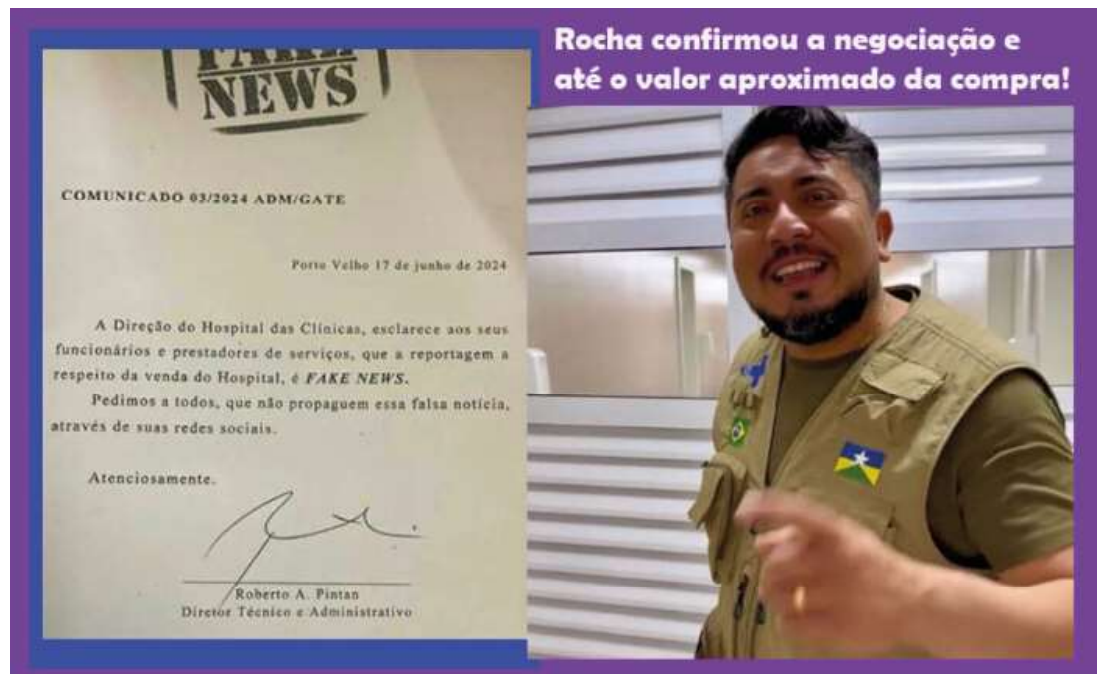 FAKE
NEWS
COMUNICADO 03/2024 ADM/GATE
Porto Velho 17 de junho de 2024
A Direção do Hospital das Clínicas, esclarece aos seus
funcionários e prestadores de serviços, que a reportagem a
respeito da venda do Hospital, é FAKE NEWS.
Pedimos a todos, que não propaguem essa falsa notícia,
através de suas redes sociais.
Atenciosamente.
Roberto A. Pintan
Diretor Técnico e Administrativo
Rocha confirmou a negociação e
até o valor aproximado da compra!